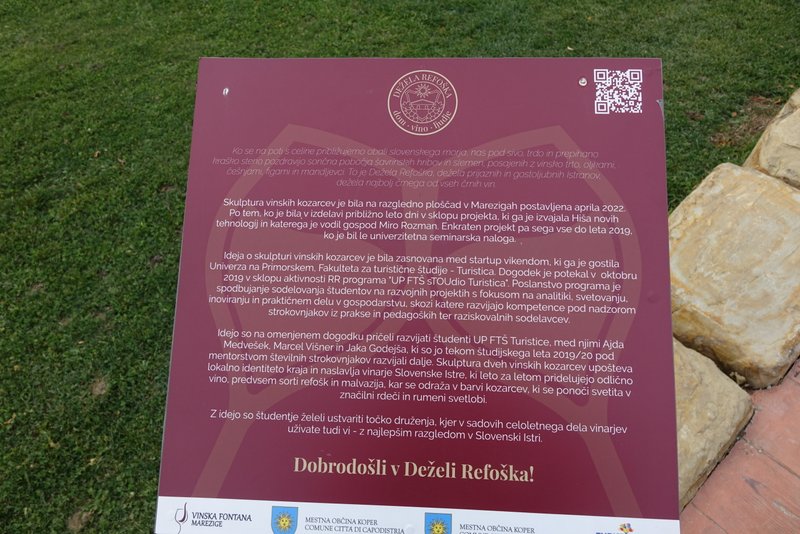 DEŽELA REFOŠKA
dom · vino · ljudje
Ko se na poti s celine približujemo obali slovenskega morja, nas pod sivo, trdo in prepihano
kraško steno pozdravijo sončna pobočja šavrinskih hribov in slemen, posajenih z vinsko trto, oljkami,
češnjami, figami in mandljevci. To je Dežela Refoška, dežela prijaznih in gostoljubnih Istranov,
dežela najbolj črnega od vseh črnih vin.
Skulptura vinskih kozarcev je bila na razgledno ploščad v Marezigah postavljena aprila 2022.
Po tem, ko je bila v izdelavi približno leto dni v sklopu projekta, ki ga je izvajala Hiša novih
tehnologij in katerega je vodil gospod Miro Rozman. Enkraten projekt pa sega vse do leta 2019,
ko je bil le univerzitetna seminarska naloga.
Ideja o skulpturi vinskih kozarcev je bila zasnovana med startup vikendom, ki ga je gostila
Univerza na Primorskem, Fakulteta za turistične študije - Turistica. Dogodek je potekal v oktobru
2019 v sklopu aktivnosti RR programa "UP FTŠ sTOUdio Turistica". Poslanstvo programa je
spodbujanje sodelovanja študentov na razvojnih projektih s fokusom na analitiki, svetovanju,
inoviranju in praktičnem delu v gospodarstvu, skozi katere razvijajo kompetence pod nadzorom
strokovnjakov iz prakse in pedagoških ter raziskovalnih sodelavcev.
Idejo so na omenjenem dogodku pričeli razvijati študenti UP FTŠ Turistice, med njimi Ajda
Medvešek, Marcel Višner in Jaka Godejša, ki so jo tekom študijskega leta 2019/20 pod
mentorstvom številnih strokovnjakov razvijali dalje. Skulptura dveh vinskih kozarcev upošteva
lokalno identiteto kraja in naslavlja vinarje Slovenske Istre, ki leto za letom pridelujejo odlično
vino, predvsem sorti refošk in malvazija, kar se odraža v barvi kozarcev, ki se ponoči svetita v
značilni rdeči in rumeni svetlobi.
Z idejo so študentje želeli ustvariti točko druženja, kjer v sadovih celoletnega dela vinarjev
uživate tudi vi - z najlepšim razgledom v Slovenski Istri.
Dobrodošli v Deželi Refoška!
VINSKA FONTANA
MAREZIGE
MESTNA OBČINA KOPER
COMUNE CITTÀ DI CAPODISTRIA
MESTNA OBČINA KOPER